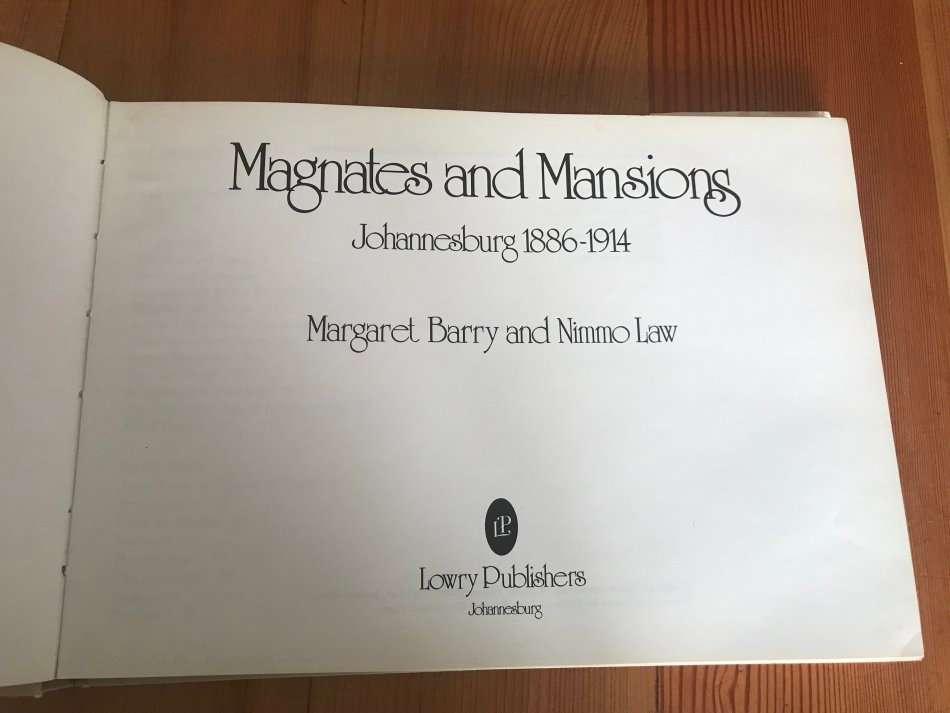 Magnates and Mansions
Johannesburg 1886-1914
Margaret Barry and Nimmo Law
LP
Lowry Publishers
Johannesburg